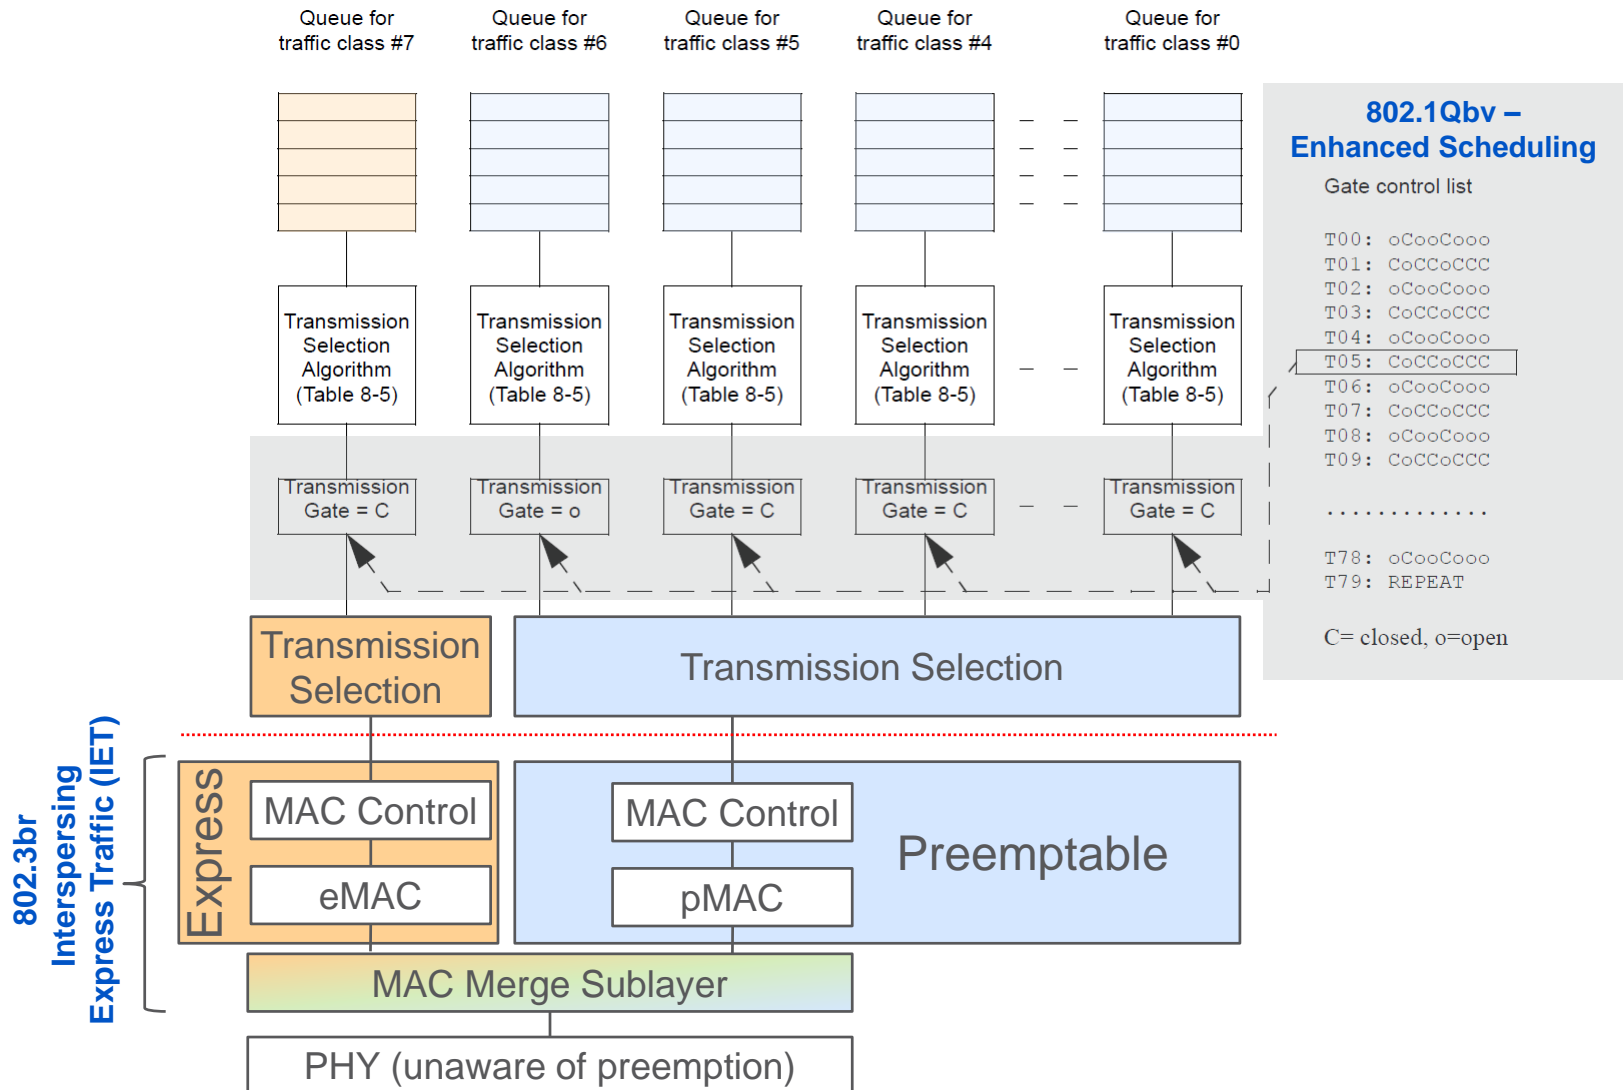 Queue for
traffic class #7
Queue for
traffic class #6
Queue for
traffic class #5
Queue for
traffic class #4
Queue for
traffic class #0
802.1Qbv –
Enhanced Scheduling
Gate control list
T00: oCooCooo
T01: CoCCoCCC
T02: oCooCooo
T03: CoCCoCCC
T04: oCooCooo
T05: CoCCoCCC
T06: oCooCooo
T07: CoCCoCCC
T08: oCooCooo
T09: CoCCoCCC
.............
T78: oCooCooo
T79: REPEAT
C= closed, o=open
Transmission
Selection
Algorithm
(Table 8-5)
Transmission
Selection
Algorithm
(Table 8-5)
Transmission
Selection
Algorithm
(Table 8-5)
Transmission
Selection
Algorithm
(Table 8-5)
Transmission
Selection
Algorithm
(Table 8-5)
Transmission
Gate = C
Transmission
Gate = o
Transmission
Gate = C
Transmission
Gate = C
Transmission
Gate = C
Transmission
Selection
Transmission Selection
802.3br
Interspersing
Express Traffic (IET)
Express
MAC Control
eMAC
MAC Control
pMAC
Preemptable
MAC Merge Sublayer
PHY (unaware of preemption)